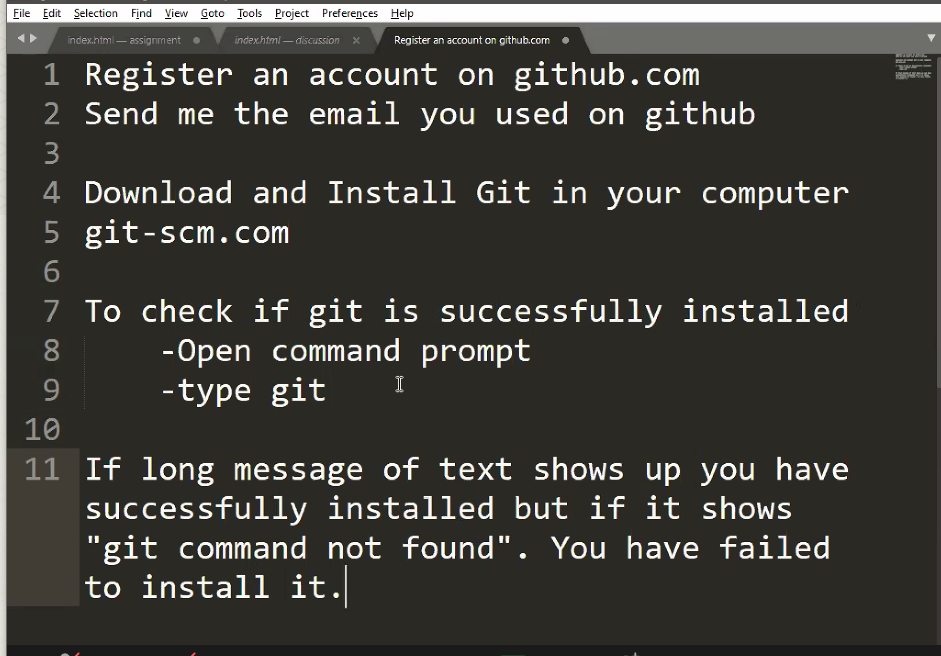 File Edit Selection Find View Goto Tools Project Preferences Help
index.html — assignment index.html — discussion Register an account on github.com
1 Register an account on github.com
2 Send me the email you used on github
3
4 Download and Install Git in your computer
5 git-scm.com
6
7 To check if git is successfully installed
8 -Open command prompt
9 -type git
10
11 If long message of text shows up you have
successfully installed but if it shows
"git command not found". You have failed
to install it.